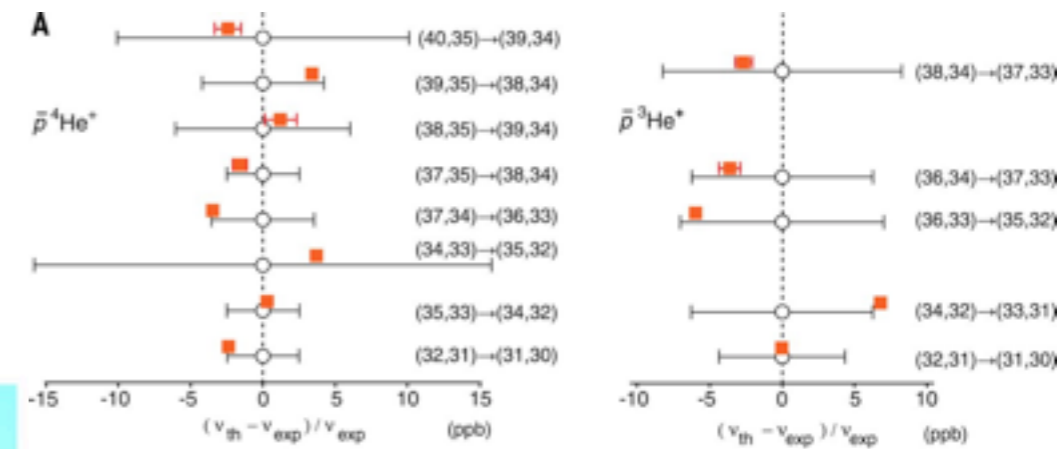 A
(40,35)→(39,34)
(39,35)→(38,34)
p̄ ⁴He⁺
(38,35)→(39,34)
(37,35)→(38,34)
(37,34)→(36,33)
(34,33)→(35,32)
(35,33)→(34,32)
(32,31)→(31,30)
-15 -10 -5 0 5 10 15
(ν_th − ν_exp) / ν_exp (ppb)
(38,34)→(37,33)
p̄ ³He⁺
(36,34)→(37,33)
(36,33)→(35,32)
(34,32)→(33,31)
(32,31)→(31,30)
-10 -5 0 5 10
(ν_th − ν_exp) / ν_exp (ppb)